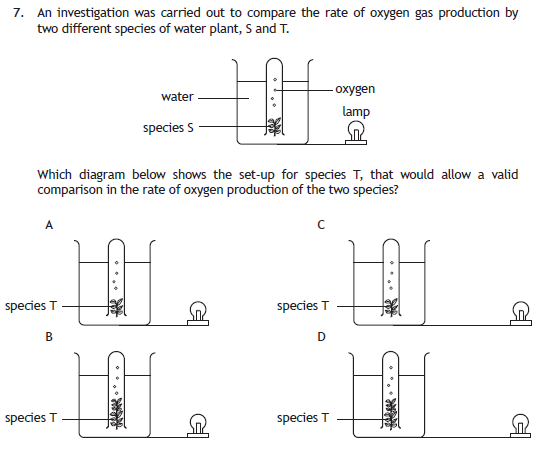 7. An investigation was carried out to compare the rate of oxygen gas production by
two different species of water plant, S and T.
oxygen
water
lamp
species S
Which diagram below shows the set-up for species T, that would allow a valid
comparison in the rate of oxygen production of the two species?
A
C
species T
species T
B
D
species T
species T